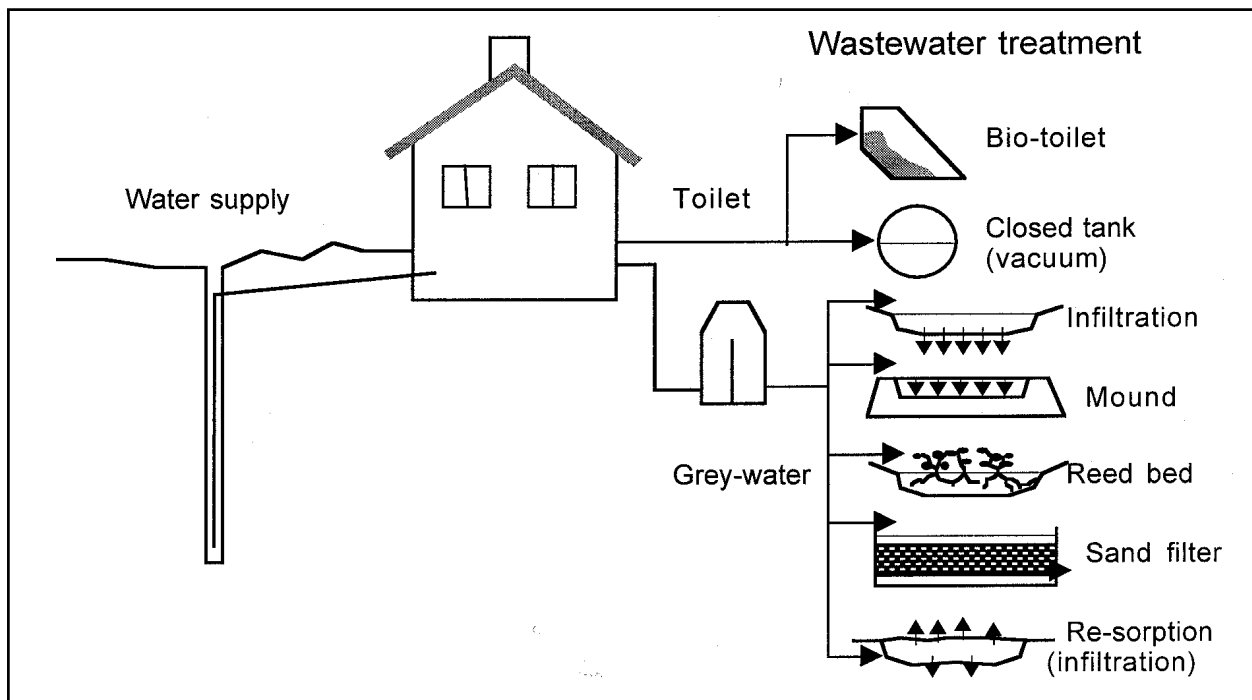 Wastewater treatment
Bio-toilet
Water supply
Toilet
Closed tank
(vacuum)
Infiltration
Mound
Grey-water
Reed bed
Sand filter
Re-sorption
(infiltration)